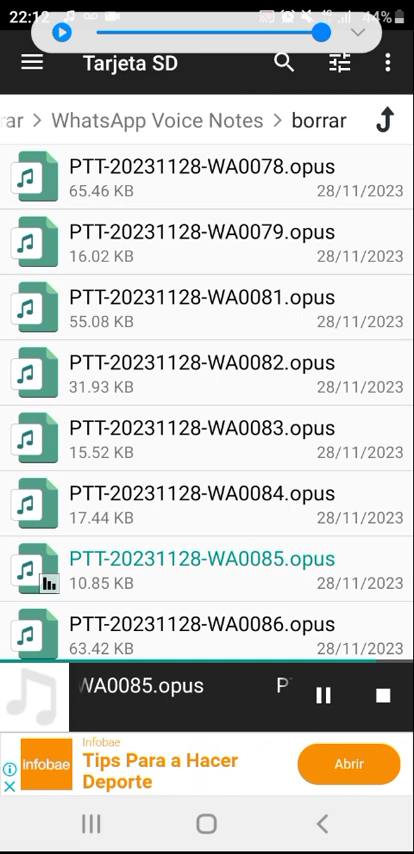 22:12
44%
Tarjeta SD
rar > WhatsApp Voice Notes > borrar
PTT-20231128-WA0078.opus
65.46 KB 28/11/2023
PTT-20231128-WA0079.opus
16.02 KB 28/11/2023
PTT-20231128-WA0081.opus
55.08 KB 28/11/2023
PTT-20231128-WA0082.opus
31.93 KB 28/11/2023
PTT-20231128-WA0083.opus
15.52 KB 28/11/2023
PTT-20231128-WA0084.opus
17.44 KB 28/11/2023
PTT-20231128-WA0085.opus
10.85 KB 28/11/2023
PTT-20231128-WA0086.opus
63.42 KB 28/11/2023
WA0085.opus P
Infobae
infobae
Tips Para a Hacer
Deporte
Abrir